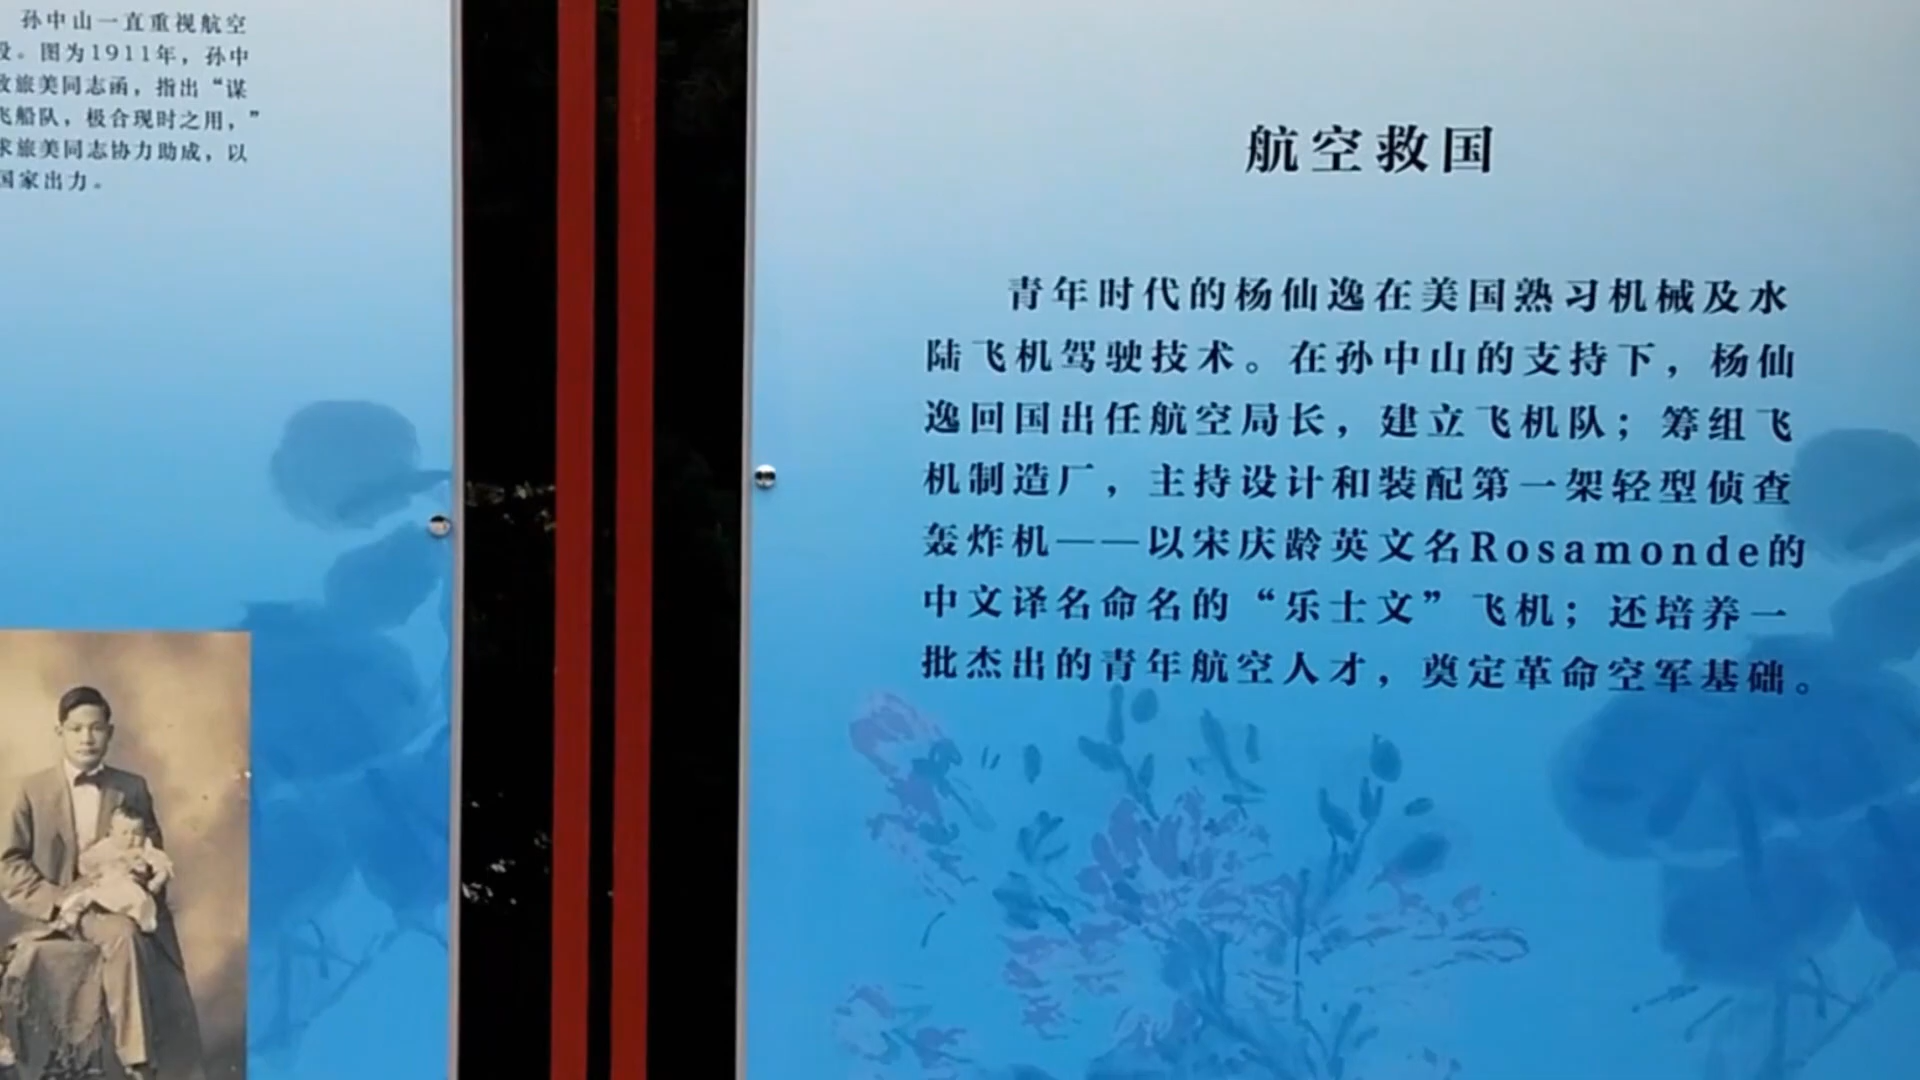 孙中山一直重视航空
设。图为1911年，孙中
致旅美同志函，指出“谋
飞船队，极合现时之用，”
求旅美同志协力助成，以
国家出力。
航空救国
青年时代的杨仙逸在美国熟习机械及水
陆飞机驾驶技术。在孙中山的支持下，杨仙
逸回国出任航空局长，建立飞机队；筹组飞
机制造厂，主持设计和装配第一架轻型侦查
轰炸机——以宋庆龄英文名Rosamonde的
中文译名命名的“乐士文”飞机；还培养一
批杰出的青年航空人才，奠定革命空军基础。